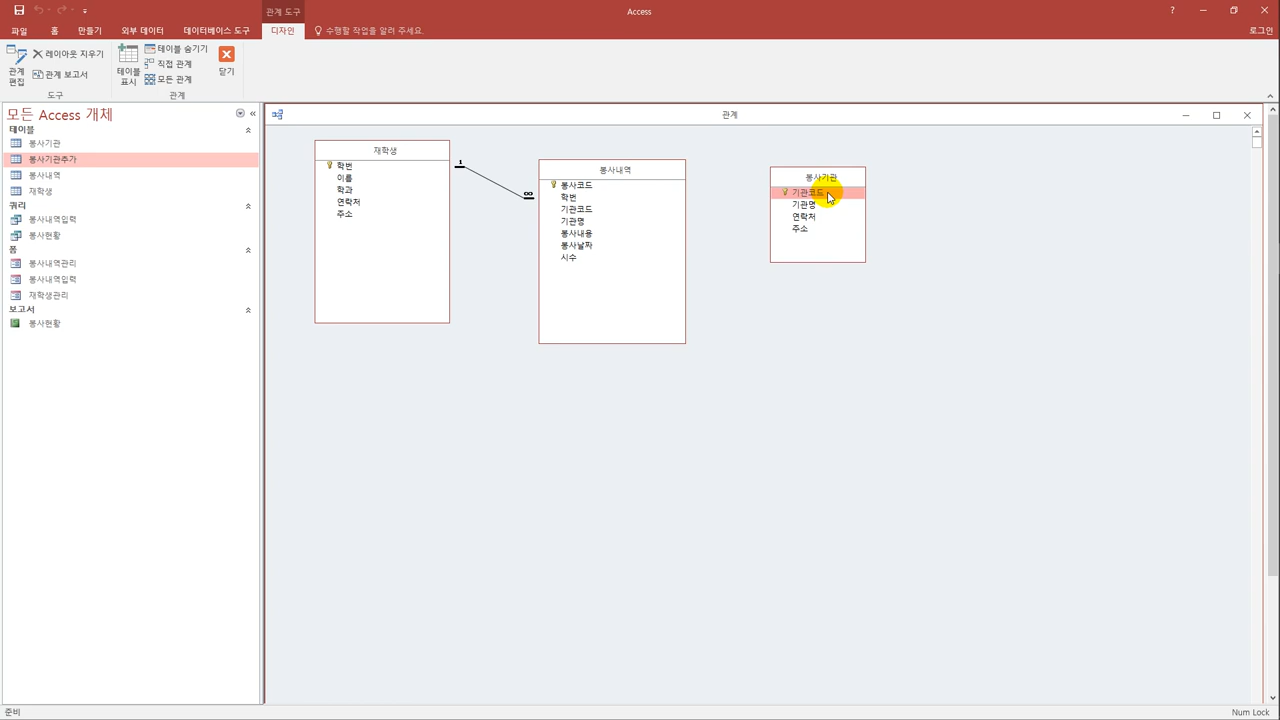 관계 도구
Access
?
파일
홈
만들기
외부 데이터
데이터베이스 도구
디자인
수행할 작업을 알려 주세요.
로그인
관계
편집
레이아웃 지우기
관계 보고서
도구
테이블
표시
테이블 숨기기
직접 관계
모든 관계
닫기
관계
모든 Access 개체
테이블
봉사기관
봉사기관추가
봉사내역
재학생
쿼리
봉사내역입력
봉사현황
폼
봉사내역관리
봉사내역입력
재학생관리
보고서
봉사현황
관계
재학생
학번
이름
학과
연락처
주소
1
∞
봉사내역
봉사코드
학번
기관코드
기관명
봉사내용
봉사날짜
시수
봉사기관
기관코드
기관명
연락처
주소
준비
Num Lock